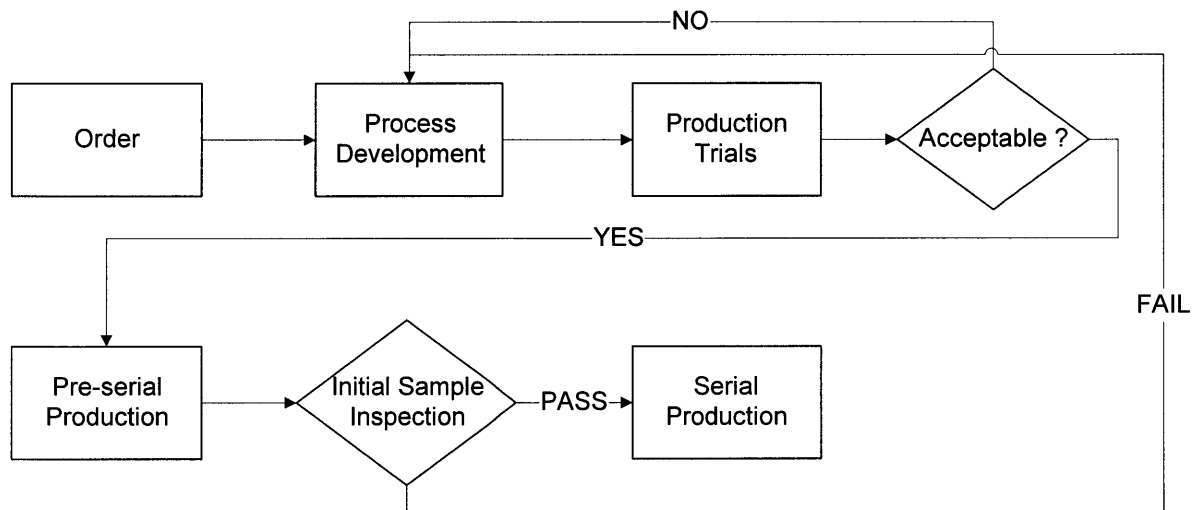 NO
Order
Process
Development
Production
Trials
Acceptable ?
YES
FAIL
Pre-serial
Production
Initial Sample
Inspection
PASS
Serial
Production